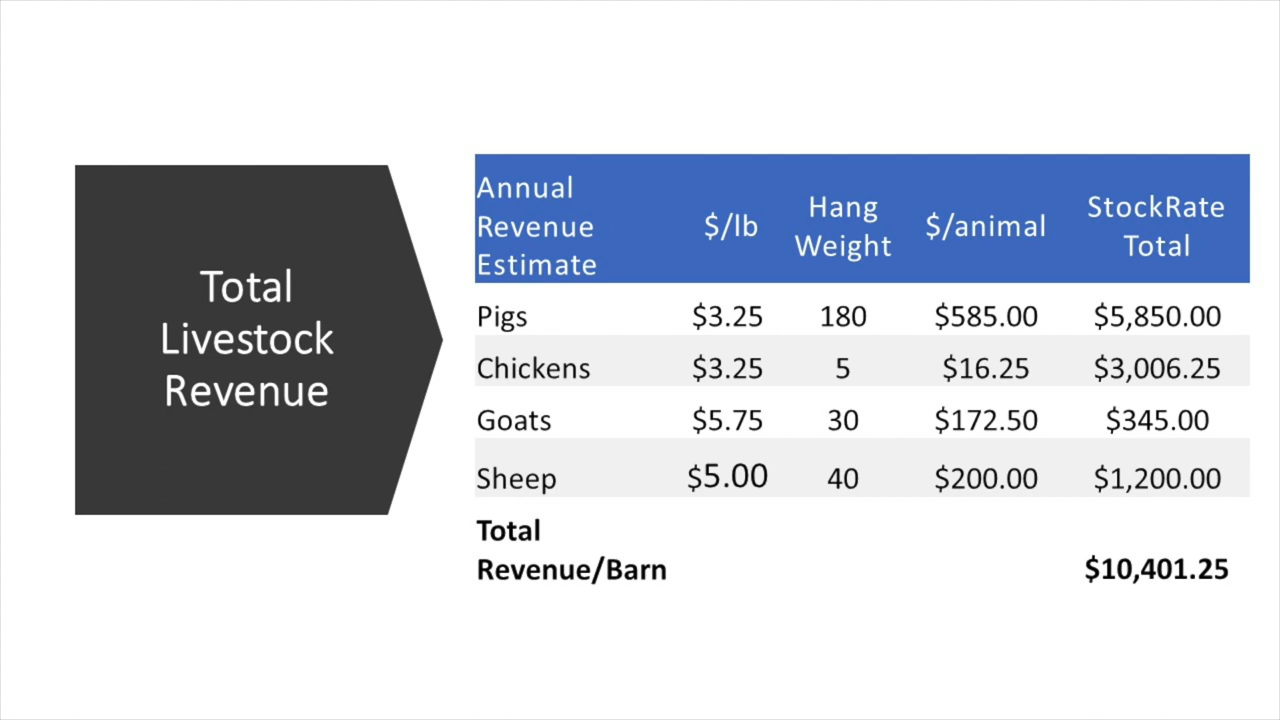 Total
Livestock
Revenue
Annual
Revenue
Estimate
$/lb
Hang
Weight
$/animal
StockRate
Total
Pigs $3.25 180 $585.00 $5,850.00
Chickens $3.25 5 $16.25 $3,006.25
Goats $5.75 30 $172.50 $345.00
Sheep $5.00 40 $200.00 $1,200.00
Total
Revenue/Barn $10,401.25